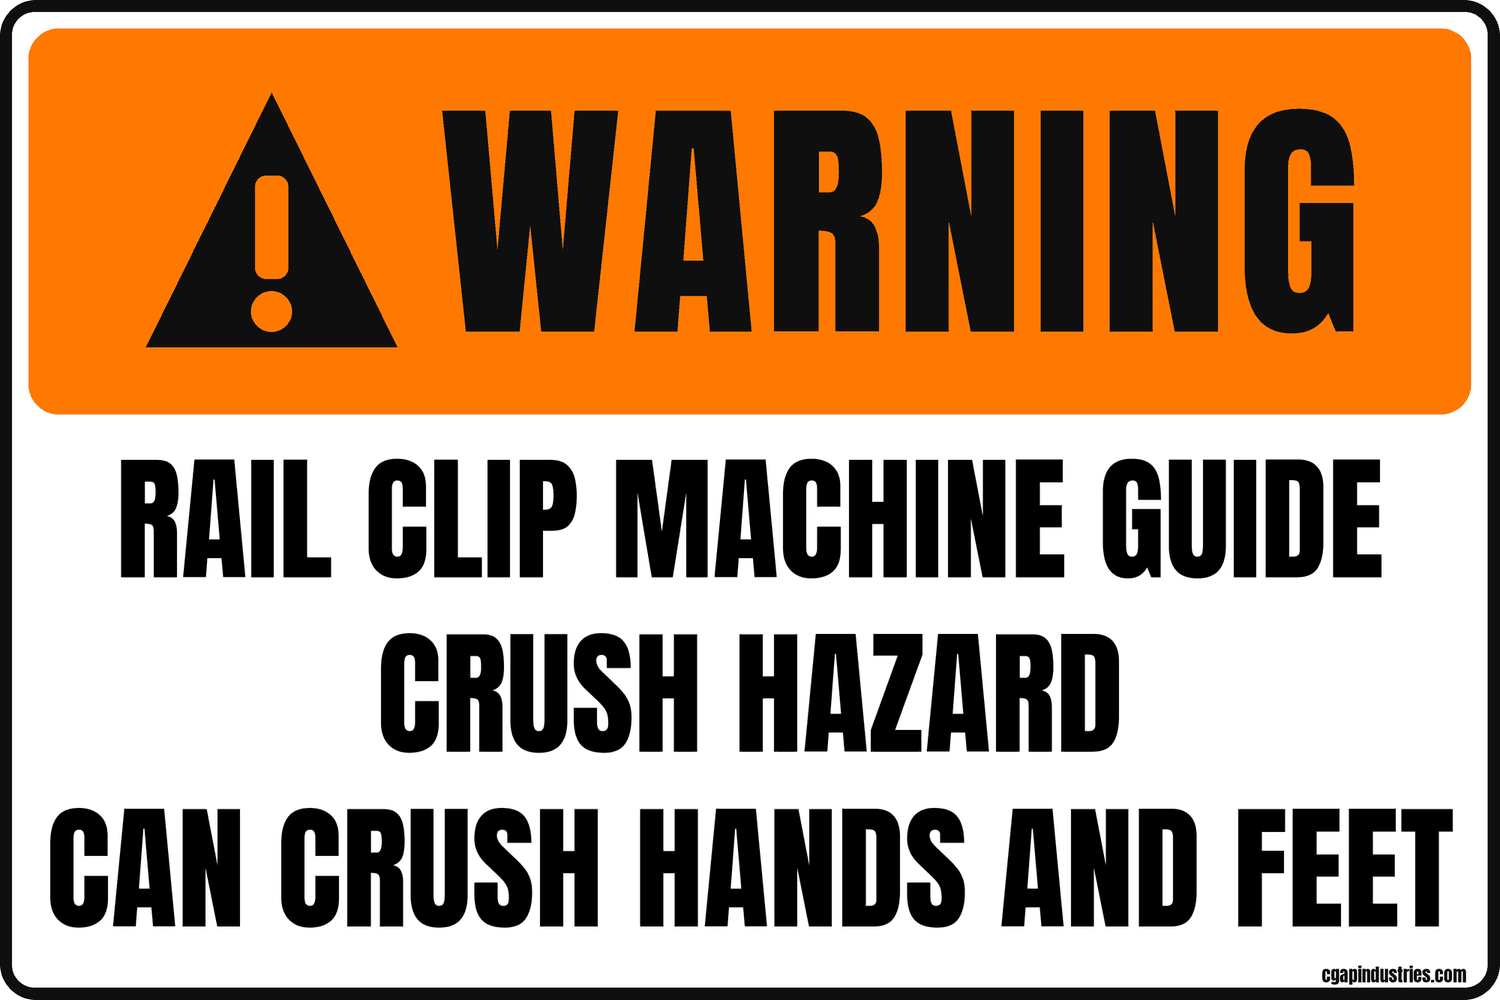 WARNING
RAIL CLIP MACHINE GUIDE
CRUSH HAZARD
CAN CRUSH HANDS AND FEET
cgapindustries.com